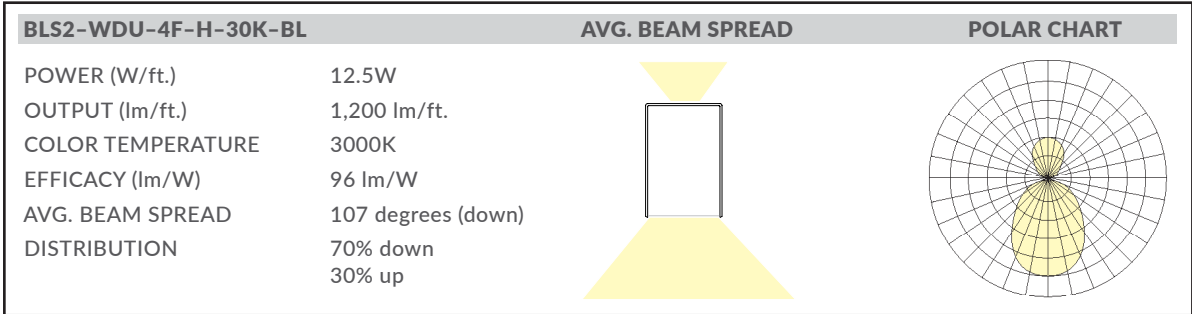 BLS2–WDU–4F–H–30K–BL AVG. BEAM SPREAD POLAR CHART
POWER (W/ft.) 12.5W
OUTPUT (lm/ft.) 1,200 lm/ft.
COLOR TEMPERATURE 3000K
EFFICACY (lm/W) 96 lm/W
AVG. BEAM SPREAD 107 degrees (down)
DISTRIBUTION 70% down
30% up